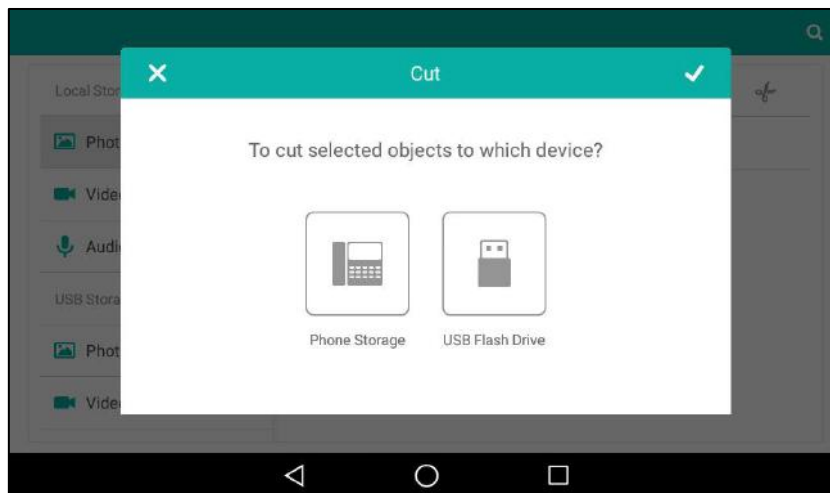 Cut
To cut selected objects to which device?
Phone Storage
USB Flash Drive
Local Stor
Phot
Vide
Audi
USB Stora
Phot
Vide